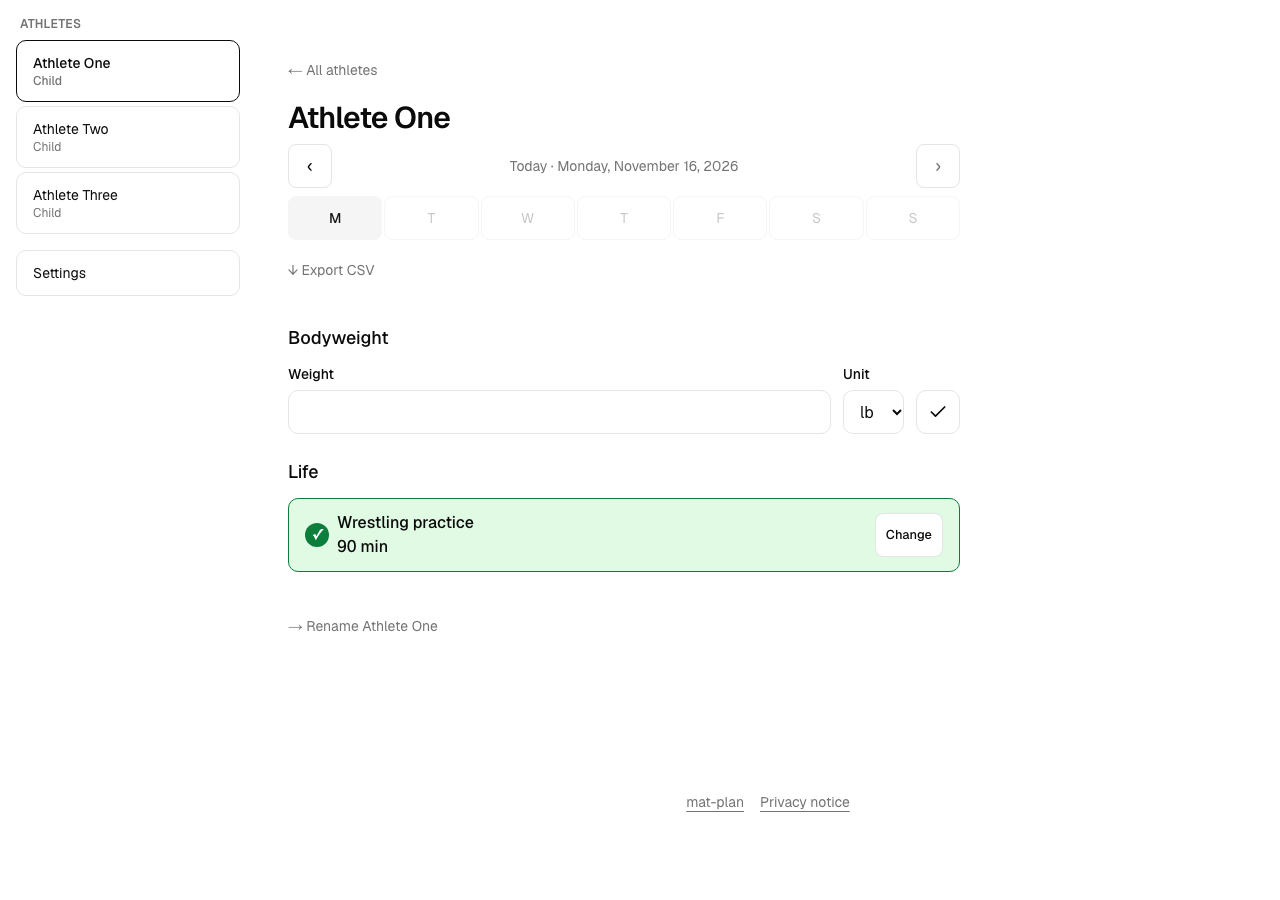 ATHLETES
Athlete One
Child
Athlete Two
Child
Athlete Three
Child
Settings
← All athletes
Athlete One
‹ Today · Monday, November 16, 2026 ›
M T W T F S S
↓ Export CSV
Bodyweight
Weight Unit
lb
Life
Wrestling practice
90 min
Change
→ Rename Athlete One
mat-plan Privacy notice